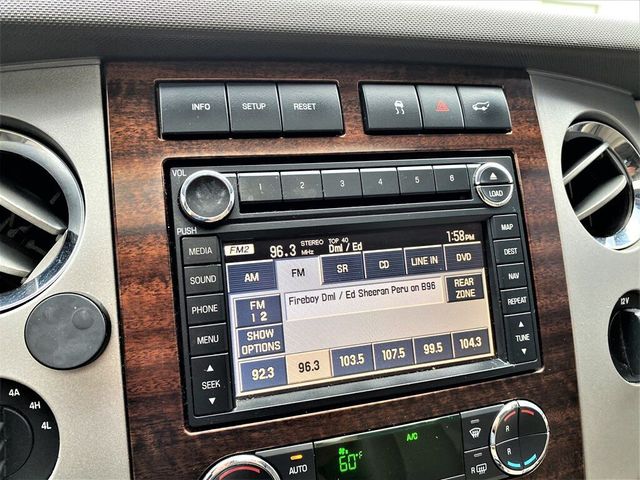 INFO SETUP RESET
VOL
1 2 3 4 5 6
LOAD
PUSH
MEDIA
SOUND
PHONE
MENU
SEEK
FM2 96.3 MHz STEREO TOP 40 1:58PM
Dml / Ed
AM FM SR CD LINE IN DVD
FM
1 2
Fireboy Dml / Ed Sheeran Peru on B96
REAR
ZONE
SHOW
OPTIONS
92.3 96.3 103.5 107.5 99.5 104.3
MAP
DEST
NAV
REPEAT
TUNE
12V
4A
4H
4L
AUTO
60°F
A/C
R
R
R